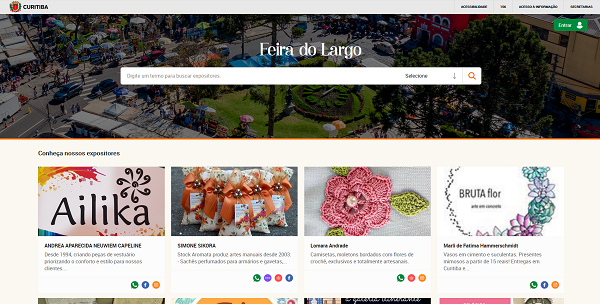 CURITIBA
ACESSIBILIDADE 156 ACESSO À INFORMAÇÃO SECRETARIAS
Entrar
Feira do Largo
Digite um termo para buscar expositores. Selecione
Conheça nossos expositores
Ailika
BRUTA flor
arte em concreto
ANDREA APARECIDA NEUWIEM CAPELINE
Desde 1994, criando peças de vestuário
priorizando o conforto e estilo para nossos
clientes...
SIMONE SIKORA
Stock Aromata produz artes manuais desde 2003.
- Sachês perfumados para armários e gavetas,...
Lomara Andrade
Camisetas, moletons bordados com flores de
crochê, exclusivos e totalmente artesanais.
Marli de Fatima Hammerschmidt
Vasos em cimento e suculentas. Presentes
mimosos a partir de 16 reais! Entregas em
Curitiba e...
a galeria itinerante